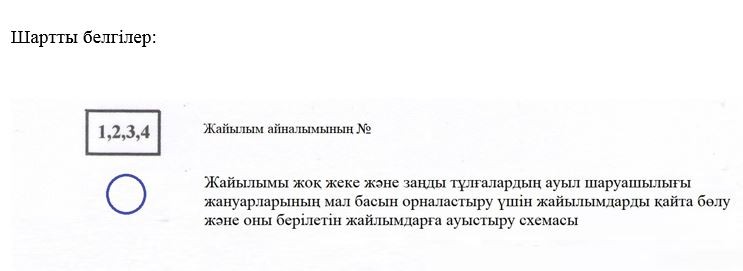 Шартты белгілер:
1,2,3,4
Жайылым айналымының №
Жайылымы жоқ жеке және заңды тұлғалардың ауыл шаруашылығы
жануарларының мал басын орналастыру үшін жайылымдарды қайта бөлу
және оны берілетін жайлымдарға ауыстыру схемасы